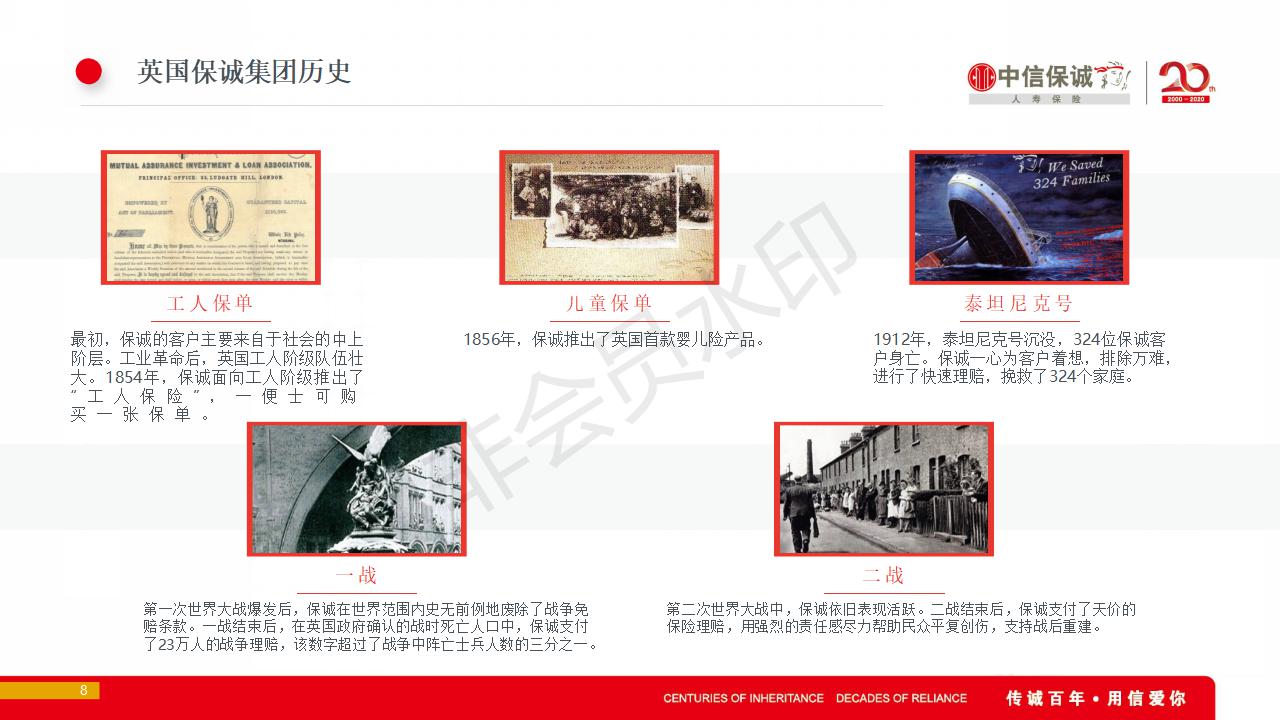 英国保诚集团历史
中信保诚
人寿保险
20th
2000－2020
MUTUAL ASSURANCE INVESTMENT & LOAN ASSOCIATION.
PRINCIPAL OFFICE: 35, LUDGATE HILL, LONDON.
EMPOWERED BY
ACT OF PARLIAMENT.
GUARANTEED CAPITAL
£100,000.
We Saved
324 Families
工人保单
最初，保诚的客户主要来自于社会的中上
阶层。工业革命后，英国工人阶级队伍壮
大。1854年，保诚面向工人阶级推出了
“工人保险”，一便士可购
买一张保单。
儿童保单
1856年，保诚推出了英国首款婴儿险产品。
泰坦尼克号
1912年，泰坦尼克号沉没，324位保诚客
户身亡。保诚一心为客户着想，排除万难，
进行了快速理赔，挽救了324个家庭。
一战
第一次世界大战爆发后，保诚在世界范围内史无前例地废除了战争免
赔条款。一战结束后，在英国政府确认的战时死亡人口中，保诚支付
了23万人的战争理赔，该数字超过了战争中阵亡士兵人数的三分之一。
二战
第二次世界大战中，保诚依旧表现活跃。二战结束后，保诚支付了天价的
保险理赔，用强烈的责任感尽力帮助民众平复创伤，支持战后重建。
非会员水印
8
CENTURIES OF INHERITANCE DECADES OF RELIANCE
传诚百年•用信爱你